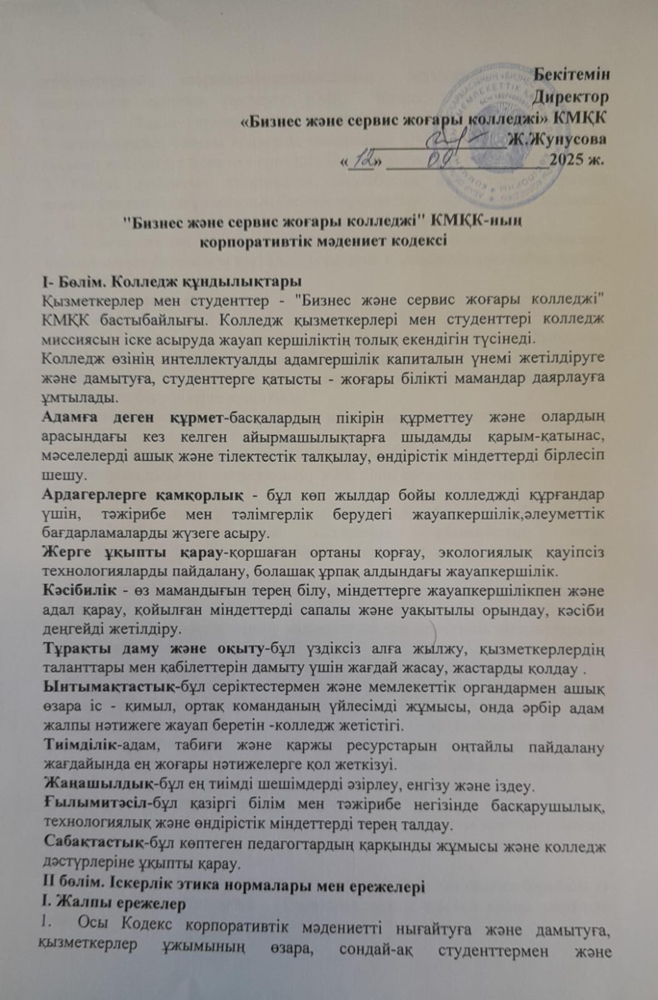 Бекітемін
Директор
«Бизнес және сервис жоғары колледжі» КМҚК
Ж.Жунусова
«12» 09 2025 ж.
"Бизнес және сервис жоғары колледжі" КМҚК-ның
корпоративтік мәдениет кодексі
I- Бөлім. Колледж құндылықтары
Қызметкерлер мен студенттер - "Бизнес және сервис жоғары колледжі"
КМҚК бастыбайлығы. Колледж қызметкерлері мен студенттері колледж
миссиясын іске асыруда жауап кершіліктің толық екендігін түсінеді.
Колледж өзінің интеллектуалды адамгершілік капиталын үнемі жетілдіруге
және дамытуға, студенттерге қатысты - жоғары білікті мамандар даярлауға
ұмтылады.
Адамға деген құрмет-басқалардың пікірін құрметтеу және олардың
арасындағы кез келген айырмашылықтарға шыдамды қарым-қатынас,
мәселелерді ашық және тілектестік талқылау, өндірістік міндеттерді бірлесіп
шешу.
Ардагерлерге қамқорлық - бұл көп жылдар бойы колледжді құрғандар
үшін, тәжірибе мен тәлімгерлік берудегі жауапкершілік,әлеуметтік
бағдарламаларды жүзеге асыру.
Жерге ұқыпты қарау-қоршаған ортаны қорғау, экологиялық қауіпсіз
технологияларды пайдалану, болашақ ұрпақ алдындағы жауапкершілік.
Кәсібилік - өз мамандығын терең білу, міндеттерге жауапкершілікпен және
адал қарау, қойылған міндеттерді сапалы және уақытылы орындау, кәсіби
деңгейді жетілдіру.
Тұрақты даму және оқыту-бұл үздіксіз алға жылжу, қызметкерлердің
таланттары мен қабілеттерін дамыту үшін жағдай жасау, жастарды қолдау .
Ынтымақтастық-бұл серіктестермен және мемлекеттік органдармен ашық
өзара іс - қимыл, ортақ команданың үйлесімді жұмысы, онда әрбір адам
жалпы нәтижеге жауап беретін -колледж жетістігі.
Тиімділік-адам, табиғи және қаржы ресурстарын оңтайлы пайдалану
жағдайында ең жоғары нәтижелерге қол жеткізуі.
Жаңашылдық-бұл ең тиімді шешімдерді әзірлеу, енгізу және іздеу.
Ғылымитәсіл-бұл қазіргі білім мен тәжірибе негізінде басқарушылық,
технологиялық және өндірістік міндеттерді терең талдау.
Сабақтастық-бұл көптеген педагогтардың қарқынды жұмысы және колледж
дәстүрлеріне ұқыпты қарау.
II бөлім. Іскерлік этика нормалары мен ережелері
I. Жалпы ережелер
1. Осы Кодекс корпоративтік мәдениетті нығайтуға және дамытуға,
қызметкерлер ұжымының өзара, сондай-ақ студенттермен және